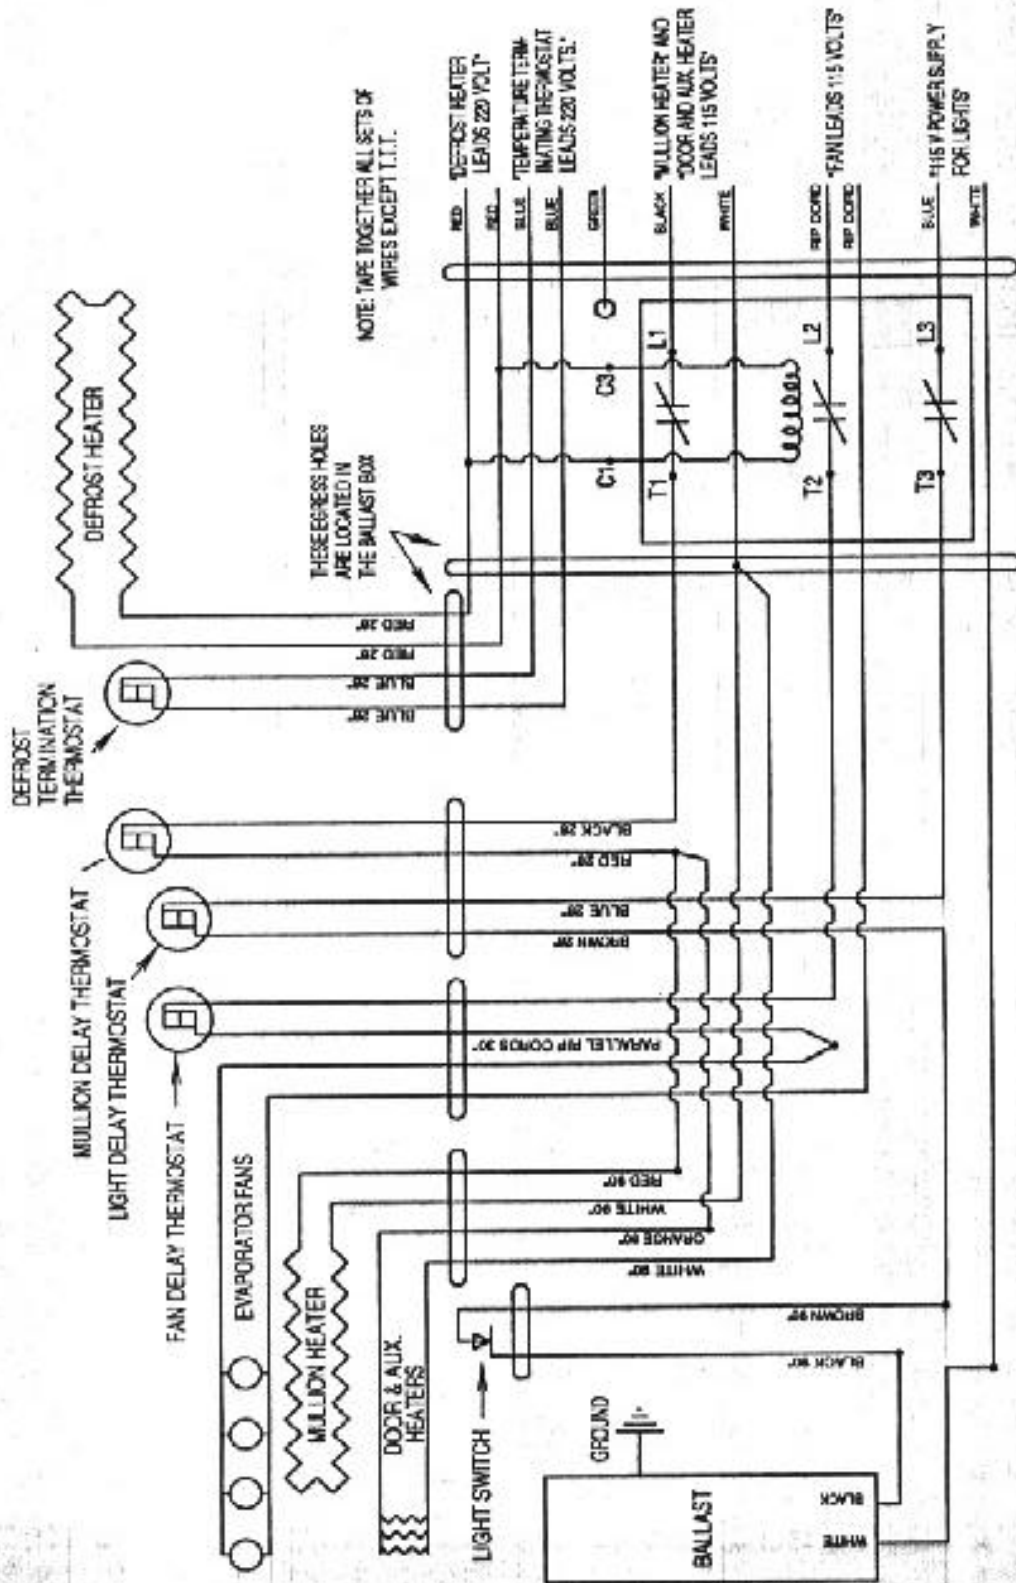 DEFROST HEATER
DEFROST
TERMINATION
THERMOSTAT
MULLION DELAY THERMOSTAT
LIGHT DELAY THERMOSTAT
FAN DELAY THERMOSTAT
EVAPORATOR FANS
MULLION HEATER
DOOR & AUX.
HEATERS
LIGHT SWITCH
GROUND
BALLAST
BLACK
WHITE
NOTE: TAPE TOGETHER ALL SETS OF
WIRES EXCEPT T.T.T.
THESE EGRESS HOLES
ARE LOCATED IN
THE BALLAST BOX
RED 28"
RED 28"
BLUE 28"
BLUE 28"
BLACK 28"
RED 28"
BLUE 28"
BROWN 28"
PARALLEL RIP CORDS 30"
RED 90"
WHITE 90"
ORANGE 90"
WHITE 90"
BROWN 90"
BLACK 90"
RED
RED
"DEFROST HEATER
LEADS 220 VOLT"
BLUE
BLUE
"TEMPERATURE TERM-
INATING THERMOSTAT
LEADS 220 VOLTS."
GREEN
BLACK
WHITE
"MULLION HEATER" AND
"DOOR AND AUX. HEATER
LEADS 115 VOLTS"
RIP CORD
RIP CORD
"FAN LEADS 115 VOLTS"
BLUE
WHITE
"115 V POWER SUPPLY
FOR LIGHTS"
C1
C3
T1
L1
T2
L2
T3
L3